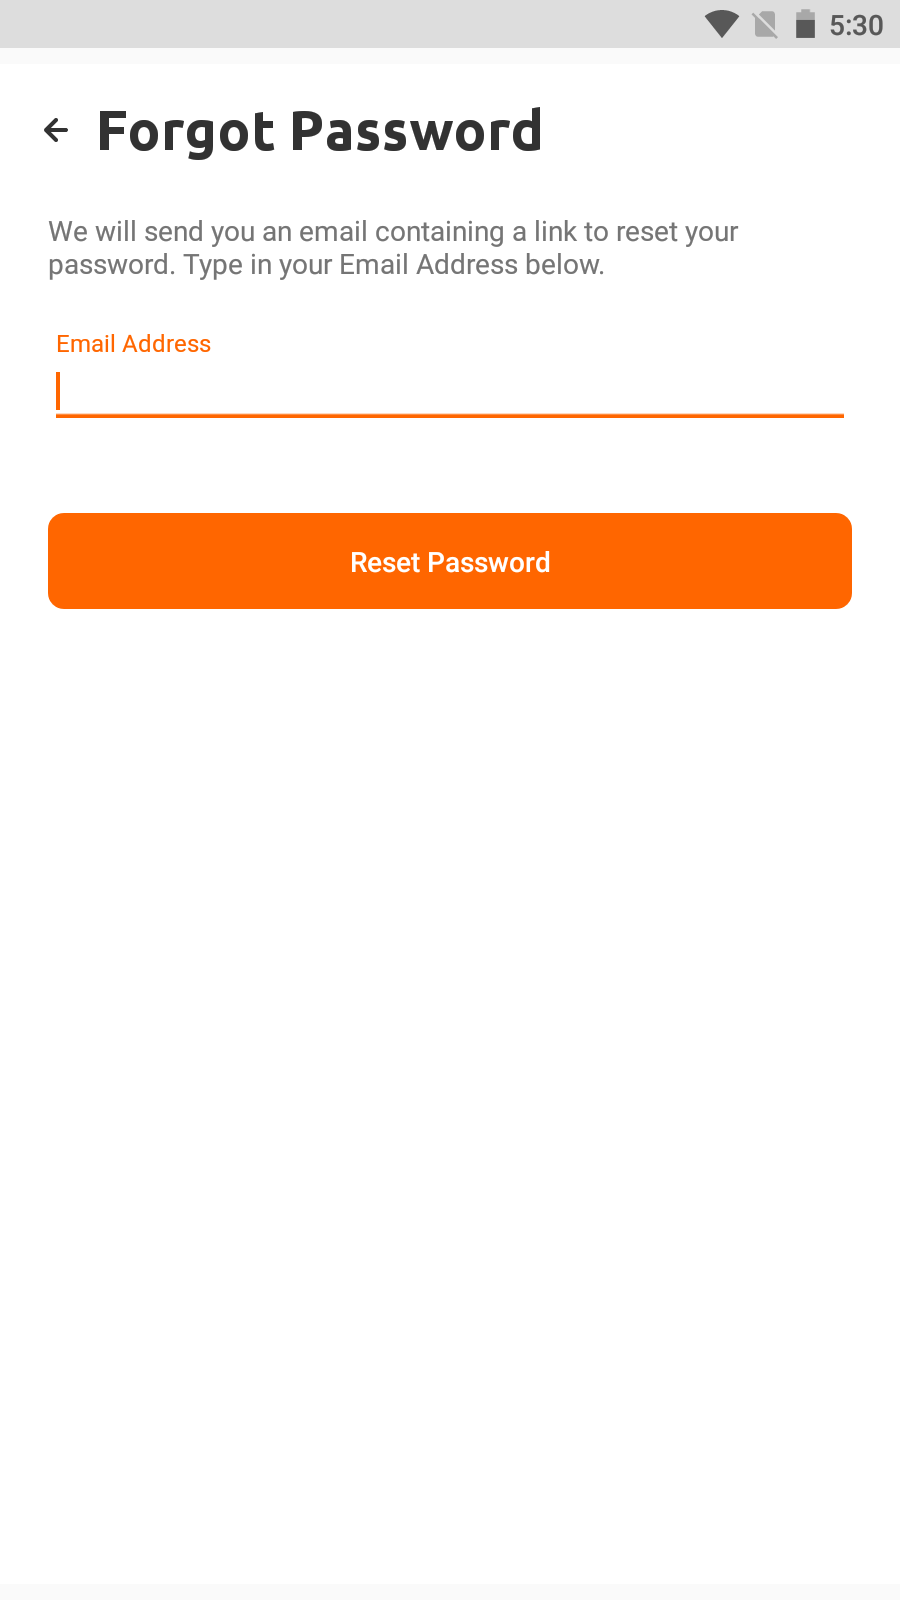 5:30
Forgot Password
We will send you an email containing a link to reset your
password. Type in your Email Address below.
Email Address
Reset Password